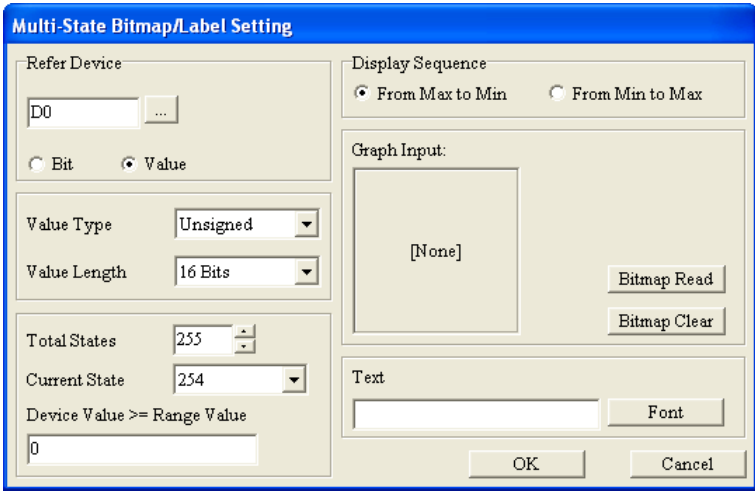 Multi-State Bitmap/Label Setting
Refer Device
D0
...
Bit
Value
Value Type
Unsigned
Value Length
16 Bits
Total States
255
Current State
254
Device Value >= Range Value
0
Display Sequence
From Max to Min
From Min to Max
Graph Input:
[None]
Bitmap Read
Bitmap Clear
Text
Font
OK
Cancel